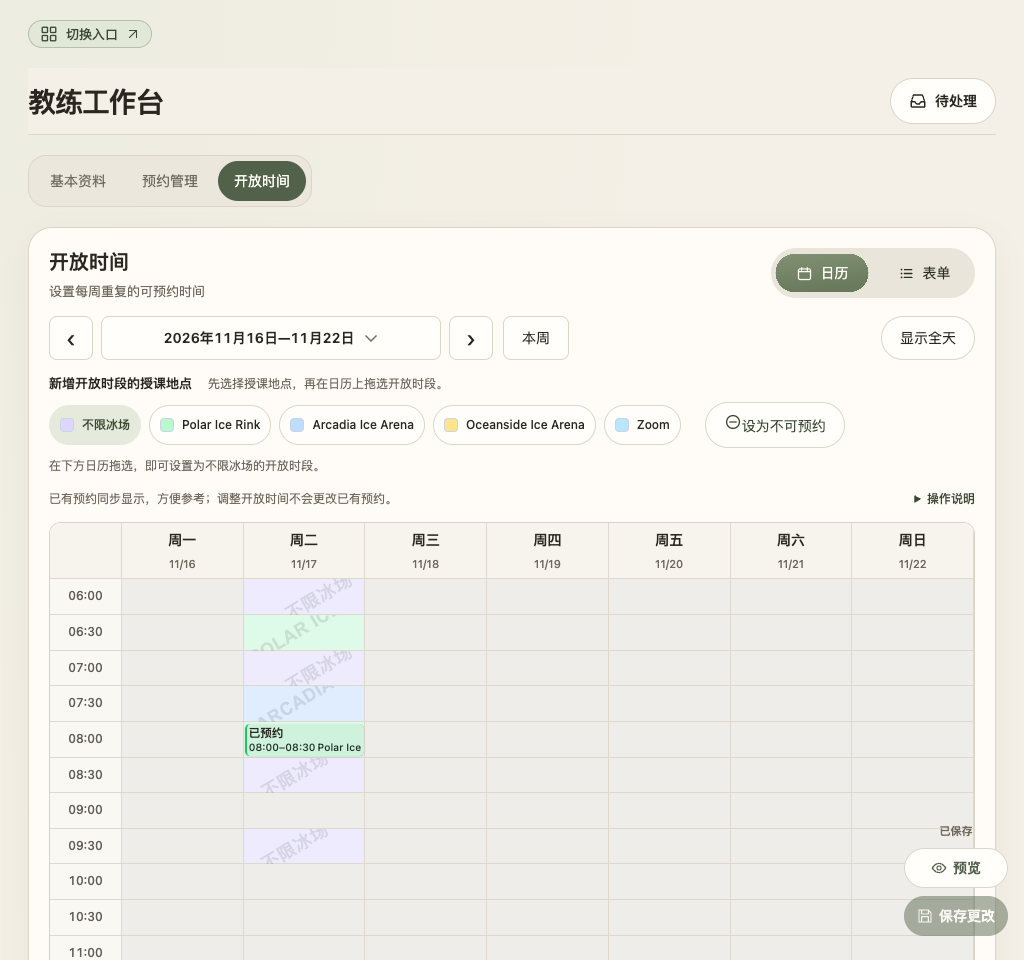 切换入口
教练工作台
待处理
基本资料
预约管理
开放时间
开放时间
设置每周重复的可预约时间
日历
表单
2026年11月16日—11月22日
本周
显示全天
新增开放时段的授课地点
先选择授课地点，再在日历上拖选开放时段。
不限冰场
Polar Ice Rink
Arcadia Ice Arena
Oceanside Ice Arena
Zoom
设为不可预约
在下方日历拖选，即可设置为不限冰场的开放时段。
已有预约同步显示，方便参考；调整开放时间不会更改已有预约。
操作说明
周一 周二 周三 周四 周五 周六 周日
11/16 11/17 11/18 11/19 11/20 11/21 11/22
06:00 不限冰场
06:30 POLAR IC
07:00 不限冰场
07:30 ARCADIA
08:00 已预约
08:00–08:30 Polar Ice
08:30 不限冰场
09:00
已保存
09:30 不限冰场
预览
10:00
10:30
保存更改
11:00